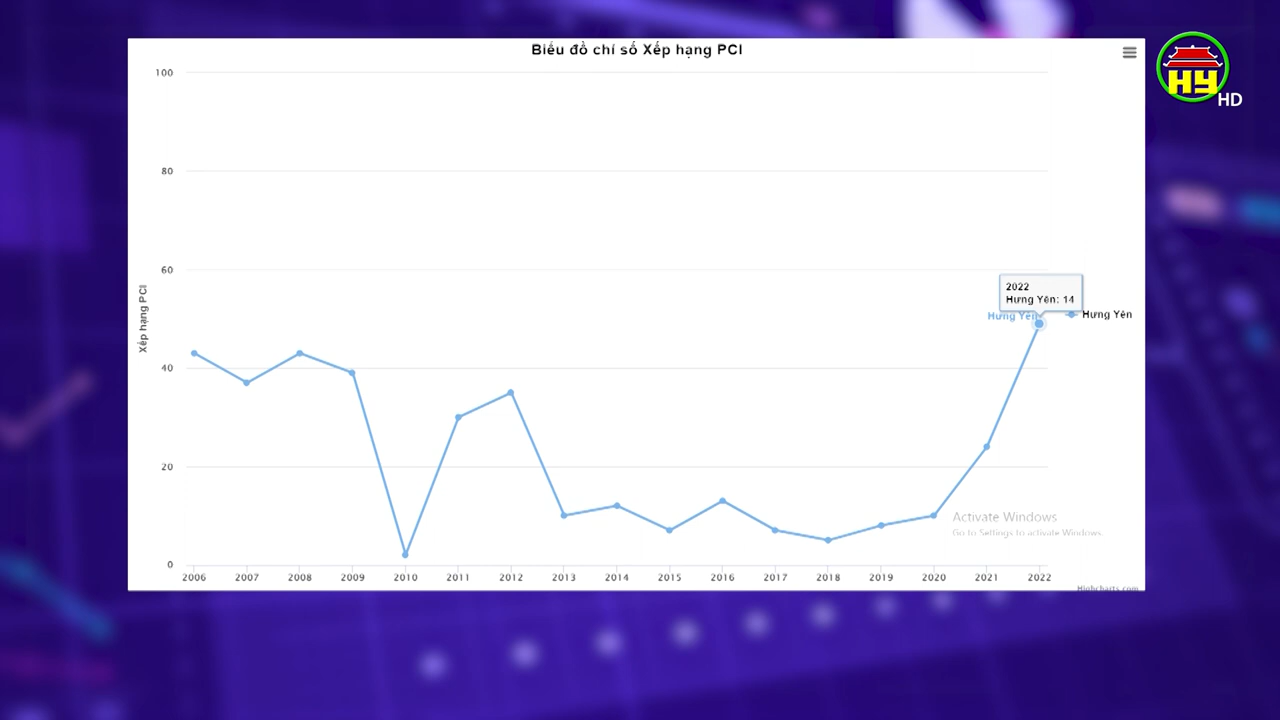 Biểu đồ chỉ số Xếp hạng PCI
HY
HD
100
80
60
40
20
0
Xếp hạng PCI
2022
Hưng Yên: 14
Hưng Yên
Hưng Yên
Activate Windows
Go to Settings to activate Windows.
2006 2007 2008 2009 2010 2011 2012 2013 2014 2015 2016 2017 2018 2019 2020 2021 2022
Highcharts.com